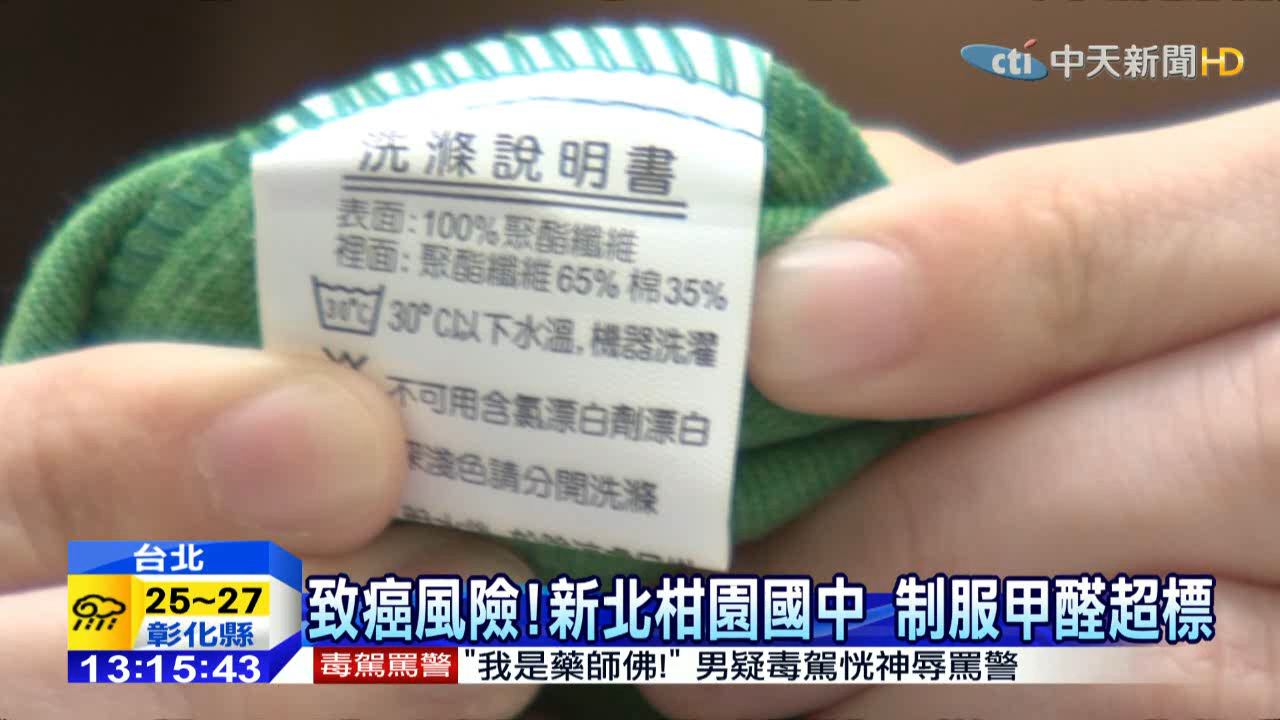 cti 中天新聞HD
洗滌說明書
表面:100%聚酯纖維
裡面:聚酯纖維65% 棉35%
30°C
30°C以下水溫,機器洗濯
不可用含氯漂白劑漂白
深淺色請分開洗滌
台北
25~27
彰化縣
13:15:43
致癌風險!新北柑園國中 制服甲醛超標
毒駕罵警 "我是藥師佛!" 男疑毒駕恍神辱罵警